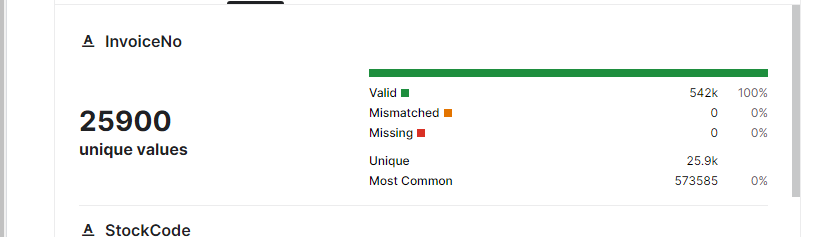 InvoiceNo
25900
unique values
Valid 542k 100%
Mismatched 0 0%
Missing 0 0%
Unique 25.9k
Most Common 573585 0%
StockCode